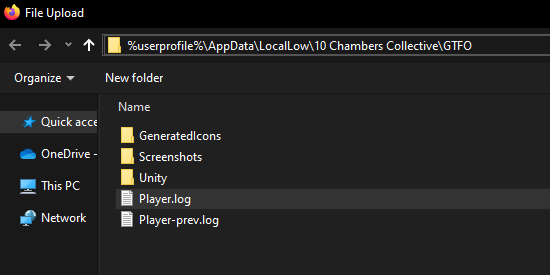 File Upload
%userprofile%\AppData\LocalLow\10 Chambers Collective\GTFO
Organize New folder
Name
Quick acce
OneDrive -
This PC
Network
GeneratedIcons
Screenshots
Unity
Player.log
Player-prev.log